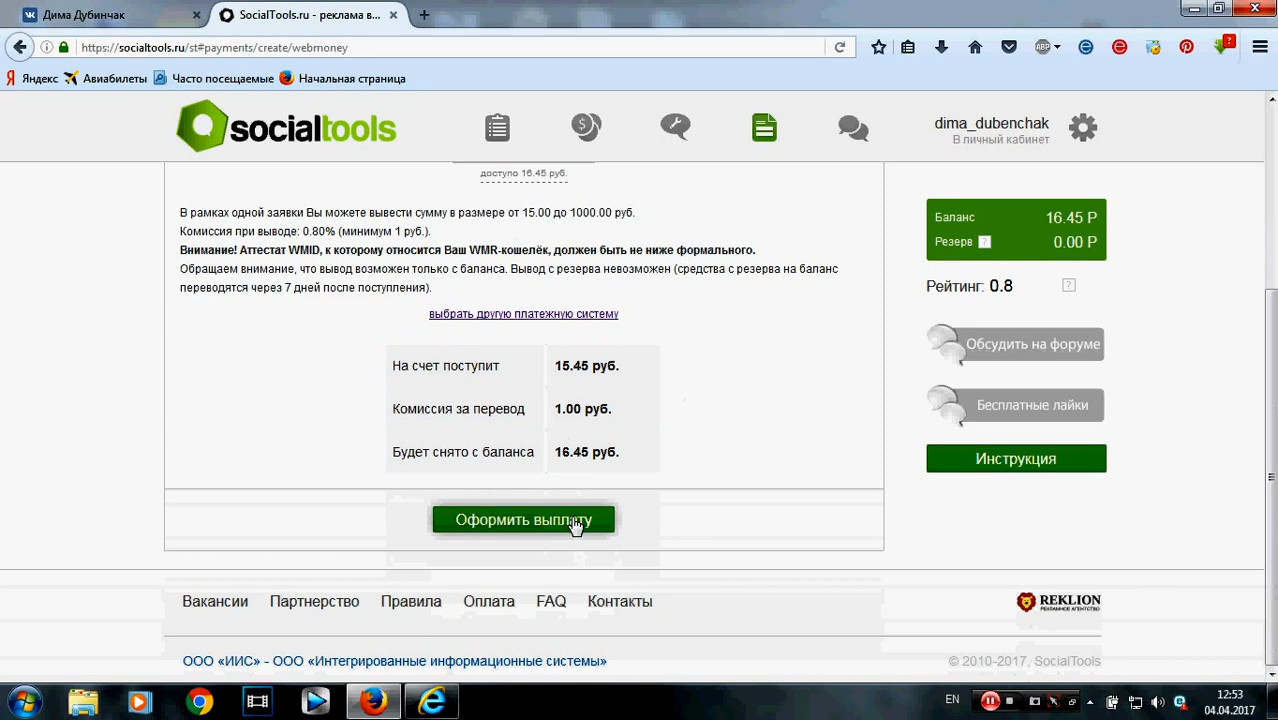 Дима Дубинчак
SocialTools.ru - реклама в...
https://socialtools.ru/st#payments/create/webmoney
ABP
?
Яндекс
Авиабилеты
Часто посещаемые
Начальная страница
socialtools
dima_dubenchak
В личный кабинет
доступо 16.45 руб.
В рамках одной заявки Вы можете вывести сумму в размере от 15.00 до 1000.00 руб.
Комиссия при выводе: 0.80% (минимум 1 руб.).
Внимание! Аттестат WMID, к которому относится Ваш WMR-кошелёк, должен быть не ниже формального.
Обращаем внимание, что вывод возможен только с баланса. Вывод с резерва невозможен (средства с резерва на баланс
переводятся через 7 дней после поступления).
выбрать другую платежную систему
На счет поступит 15.45 руб.
Комиссия за перевод 1.00 руб.
Будет снято с баланса 16.45 руб.
Оформить выплату
Баланс 16.45 Р
Резерв ? 0.00 Р
Рейтинг: 0.8 ?
Обсудить на форуме
Бесплатные лайки
Инструкция
Вакансии Партнерство Правила Оплата FAQ Контакты
REKLION
РЕКЛАМНОЕ АГЕНТСТВО
ООО «ИИС» - ООО «Интегрированные информационные системы»
© 2010-2017, SocialTools
EN
12:53
04.04.2017